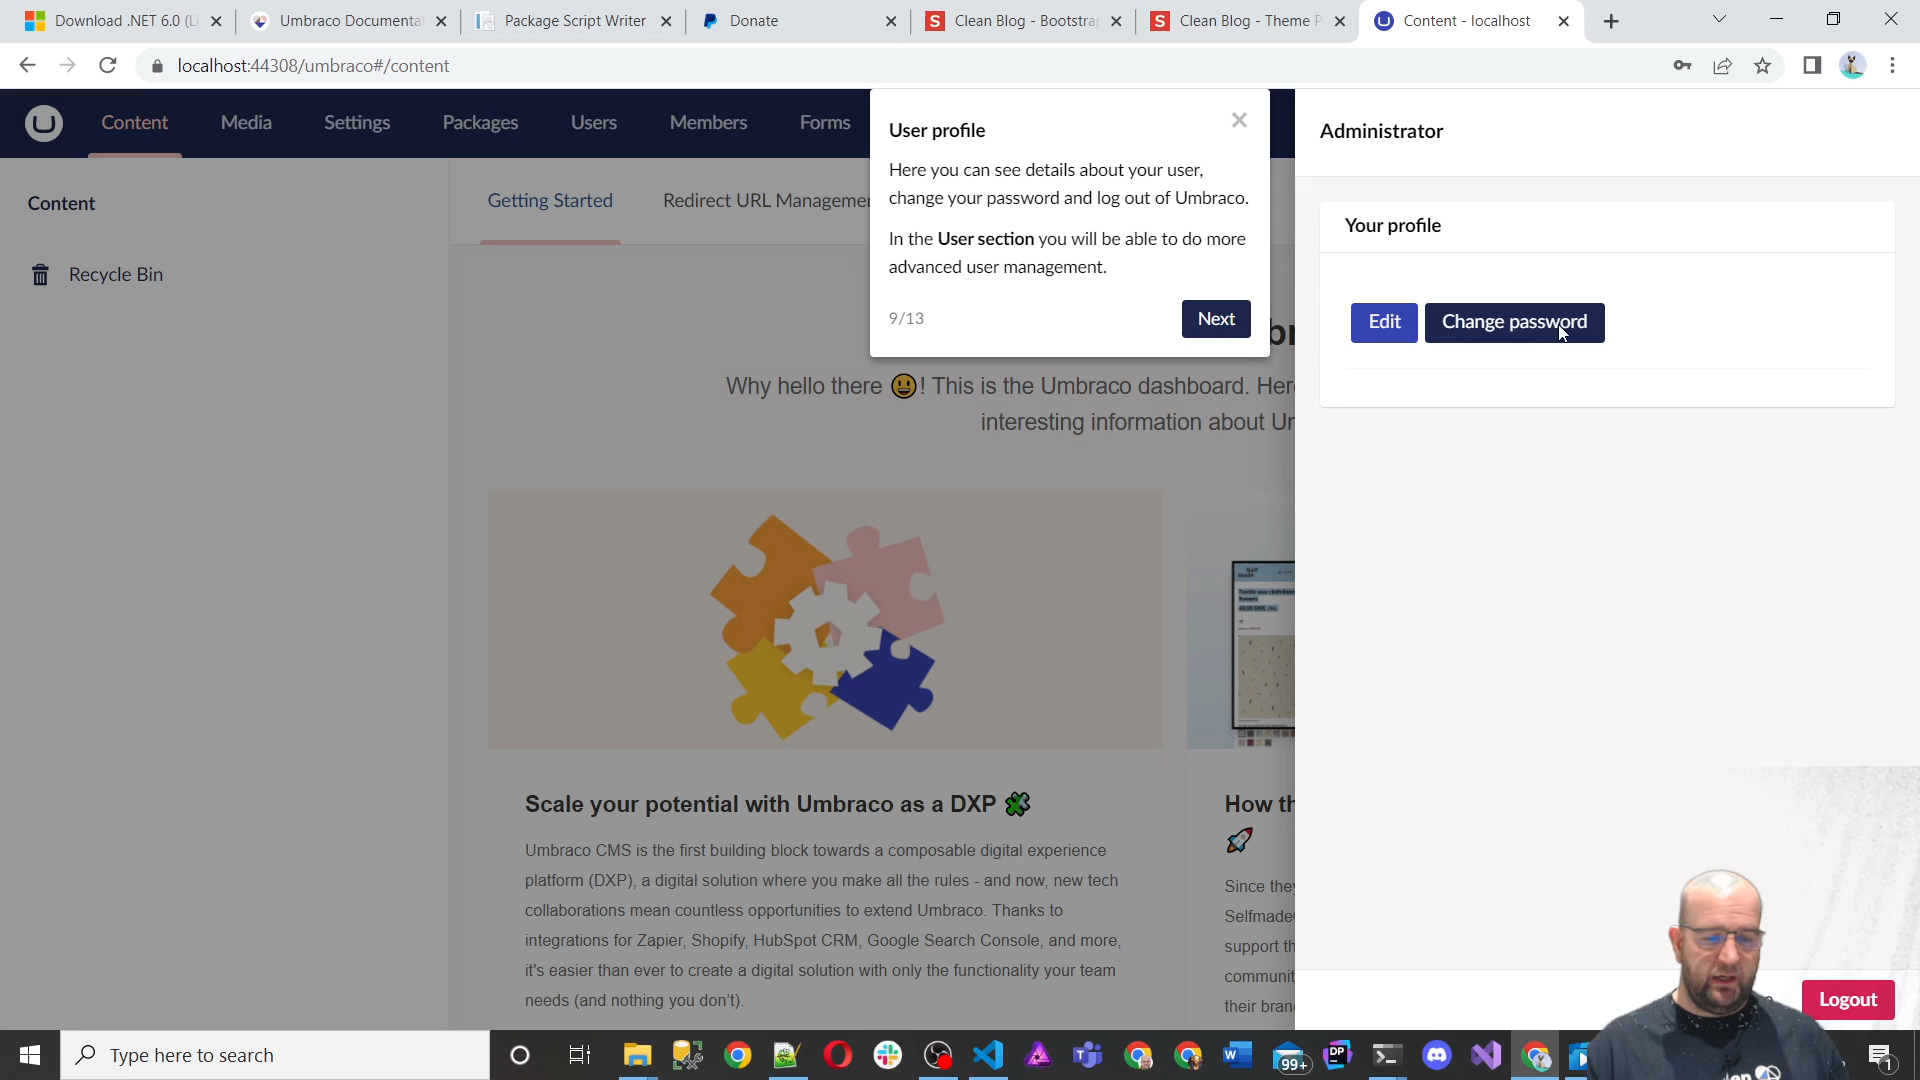 Download .NET 6.0 (Li
Umbraco Documentat
Package Script Writer
Donate
Clean Blog - Bootstrap
Clean Blog - Theme P
Content - localhost
localhost:44308/umbraco#/content
Content
Media
Settings
Packages
Users
Members
Forms
User profile
Here you can see details about your user,
change your password and log out of Umbraco.
In the User section you will be able to do more
advanced user management.
9/13
Next
Administrator
Your profile
Edit
Change password
Content
Recycle Bin
Getting Started
Redirect URL Managemen
Why hello there 😀! This is the Umbraco dashboard. Her
interesting information about Um
Scale your potential with Umbraco as a DXP
Umbraco CMS is the first building block towards a composable digital experience
platform (DXP), a digital solution where you make all the rules - and now, new tech
collaborations mean countless opportunities to extend Umbraco. Thanks to
integrations for Zapier, Shopify, HubSpot CRM, Google Search Console, and more,
it's easier than ever to create a digital solution with only the functionality your team
needs (and nothing you don't).
How th
Since they
Selfmade
support th
communit
their bran
Logout
Type here to search
DP
99+
1